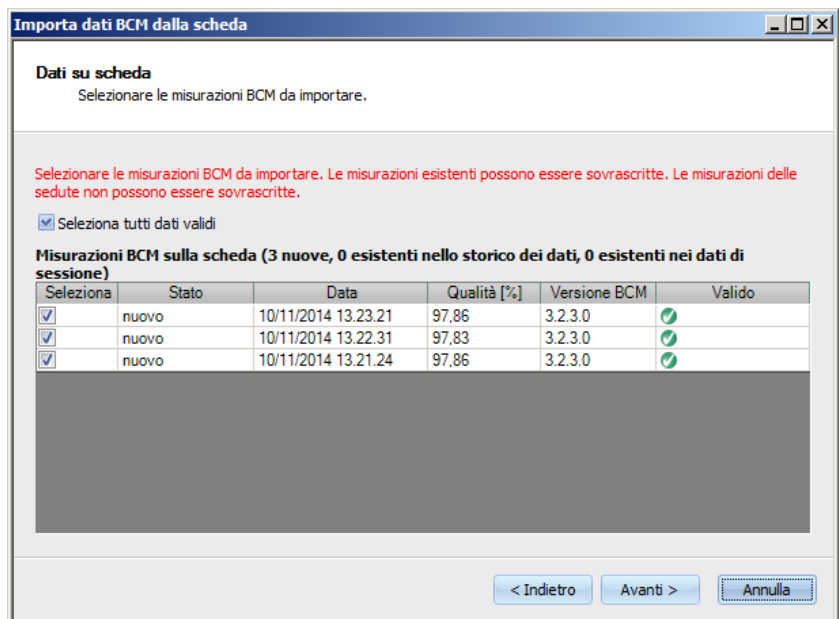 Importa dati BCM dalla scheda
Dati su scheda
Selezionare le misurazioni BCM da importare.
Selezionare le misurazioni BCM da importare. Le misurazioni esistenti possono essere sovrascritte. Le misurazioni delle
sedute non possono essere sovrascritte.
Seleziona tutti dati validi
Misurazioni BCM sulla scheda (3 nuove, 0 esistenti nello storico dei dati, 0 esistenti nei dati di
sessione)
Seleziona Stato Data Qualità [%] Versione BCM Valido
nuovo 10/11/2014 13.23.21 97,86 3.2.3.0
nuovo 10/11/2014 13.22.31 97,83 3.2.3.0
nuovo 10/11/2014 13.21.24 97,86 3.2.3.0
< Indietro Avanti > Annulla